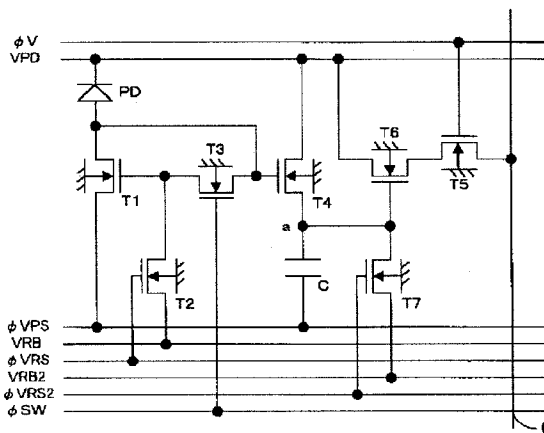 φV
VPD
PD
T3
T6
T1
T4
T5
a
C
T2
T7
φVPS
VRB
φVRS
VRB2
φVRS2
φSW